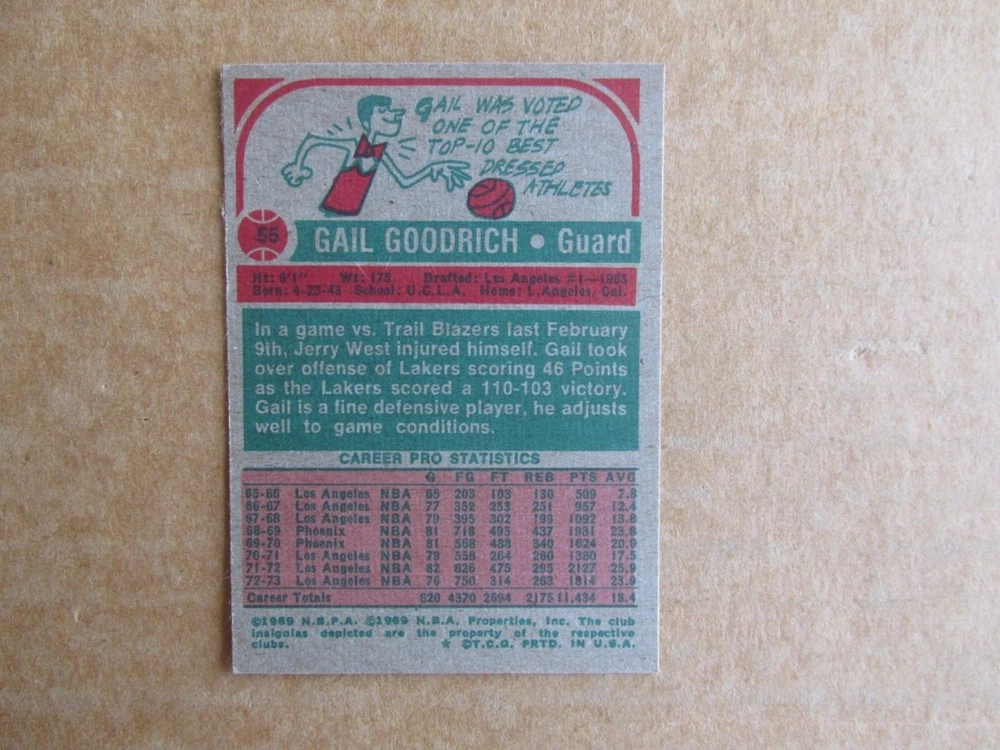 GAIL WAS VOTED
ONE OF THE
TOP-10 BEST
DRESSED
ATHLETES
55
GAIL GOODRICH • Guard
Ht: 6'1" Wt: 175 Drafted: Los Angeles #1—1965
Born: 4-23-43 School: U.C.L.A. Home: L.Angeles, Cal.
In a game vs. Trail Blazers last February
9th, Jerry West injured himself. Gail took
over offense of Lakers scoring 46 Points
as the Lakers scored a 110-103 victory.
Gail is a fine defensive player, he adjusts
well to game conditions.
CAREER PRO STATISTICS
G FG FT REB PTS AVG
65-66 Los Angeles NBA 65 203 103 130 509 7.8
66-67 Los Angeles NBA 77 352 253 251 957 12.4
67-68 Los Angeles NBA 79 395 302 199 1092 13.8
68-69 Phoenix NBA 81 718 495 437 1931 23.8
69-70 Phoenix NBA 81 568 488 340 1624 20.0
70-71 Los Angeles NBA 79 558 264 260 1380 17.5
71-72 Los Angeles NBA 82 826 475 295 2127 25.9
72-73 Los Angeles NBA 76 750 314 263 1814 23.9
Career Totals 620 4370 2694 2175 11,434 18.4
©1969 N.B.P.A. ©1969 N.B.A. Properties, Inc. The club
insignias depicted are the property of the respective
clubs. * ©T.C.G. PRTD. IN U.S.A.